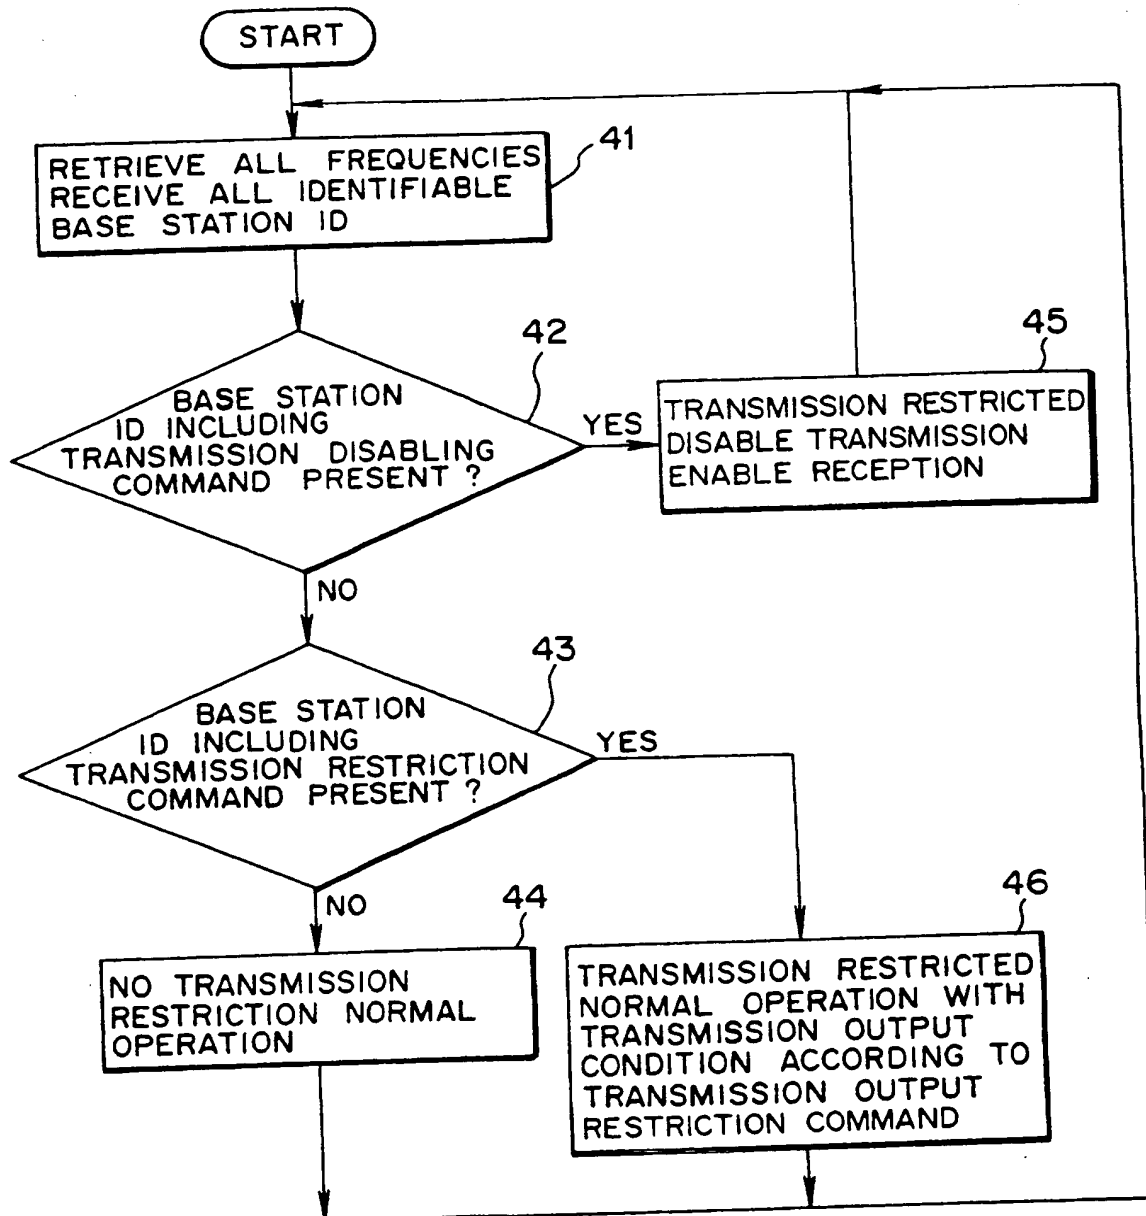 START
41
RETRIEVE ALL FREQUENCIES
RECEIVE ALL IDENTIFIABLE
BASE STATION ID
42
BASE STATION
ID INCLUDING
TRANSMISSION DISABLING
COMMAND PRESENT ?
YES
45
TRANSMISSION RESTRICTED
DISABLE TRANSMISSION
ENABLE RECEPTION
NO
43
BASE STATION
ID INCLUDING
TRANSMISSION RESTRICTION
COMMAND PRESENT ?
YES
NO
44
NO TRANSMISSION
RESTRICTION NORMAL
OPERATION
46
TRANSMISSION RESTRICTED
NORMAL OPERATION WITH
TRANSMISSION OUTPUT
CONDITION ACCORDING TO
TRANSMISSION OUTPUT
RESTRICTION COMMAND